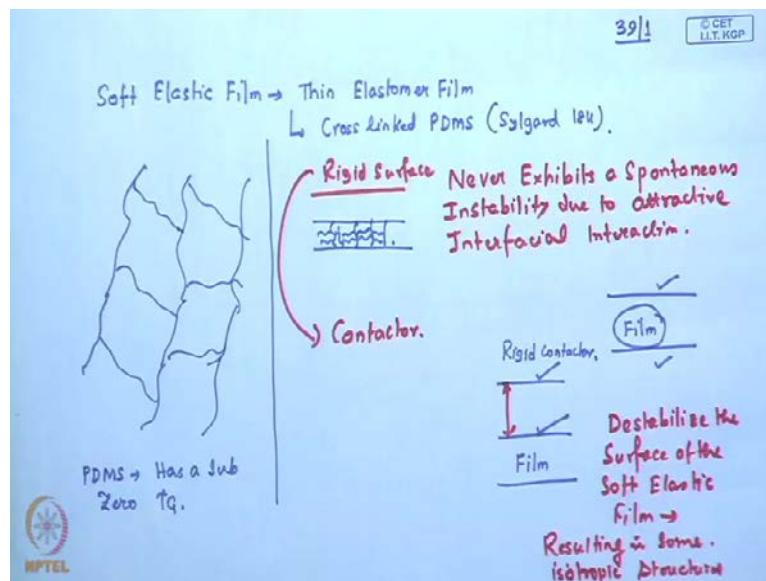 39/1
© CET
I.I.T. KGP
Soft Elastic Film → Thin Elastomer Film
↳ Cross linked PDMS (Sylgard 184).
Rigid Surface
Never Exhibits a Spontaneous
Instability due to attractive
Interfacial Interaction.
Contactor.
Film
Rigid Contactor.
Film
Destabilise the
Surface of the
Soft Elastic
Film →
Resulting in Some.
isotropic Structure
PDMS → Has a Sub
Zero TG.
NPTEL